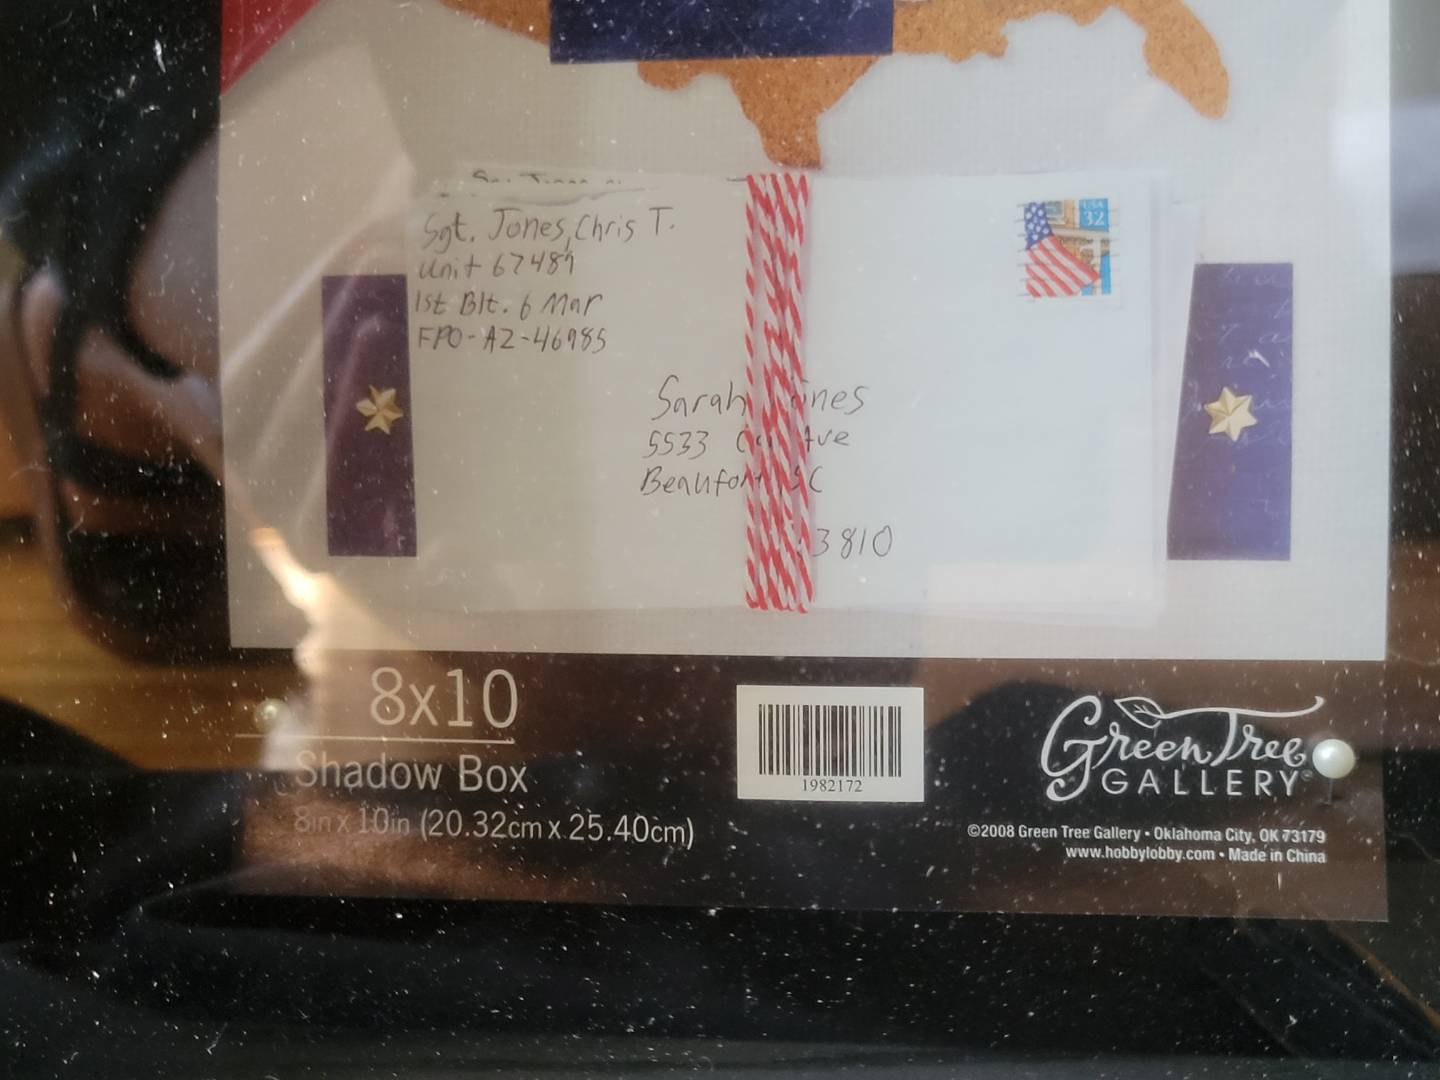 Sgt. Jones, Chris T.
Unit 67489
1st Blt. 6 Mar
FPO-AZ-46985
USA
32
Sarah
5533 Ave
Beaufort SC
3810
8x10
Shadow Box
8in x 10in (20.32cm x 25.40cm)
1982172
Green Tree
GALLERY
©2008 Green Tree Gallery • Oklahoma City, OK 73179
www.hobbylobby.com • Made in China